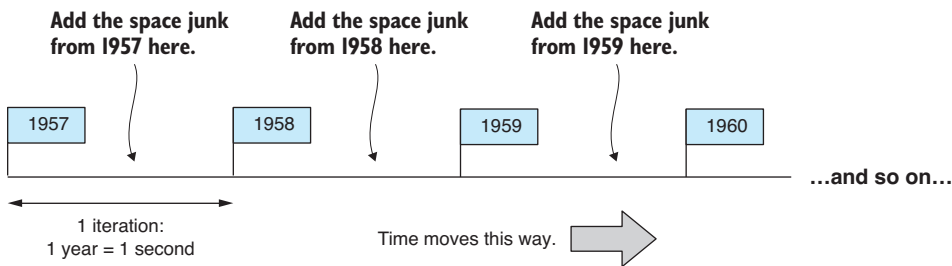 Add the space junk
from 1957 here.
Add the space junk
from 1958 here.
Add the space junk
from 1959 here.
1957
1958
1959
1960
…and so on…
1 iteration:
1 year = 1 second
Time moves this way.